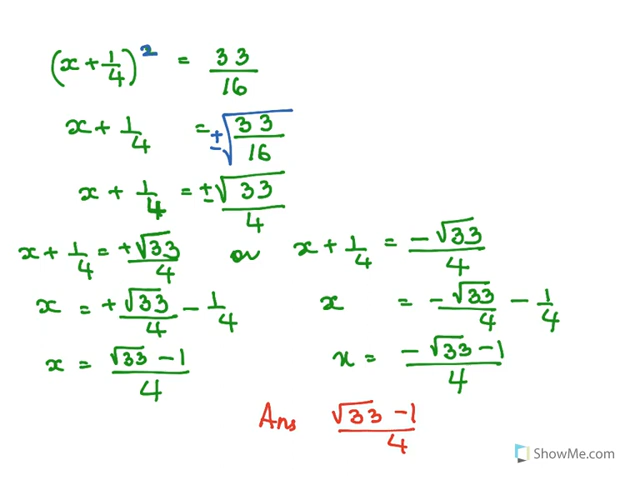 (x + 1/4)² = 33/16
x + 1/4 = ±√(33/16)
x + 1/4 = ±√33/4
x + 1/4 = +√33/4 or x + 1/4 = -√33/4
x = +√33/4 - 1/4 x = -√33/4 - 1/4
x = (√33 - 1)/4 x = (-√33 - 1)/4
Ans (√33 - 1)/4
ShowMe.com